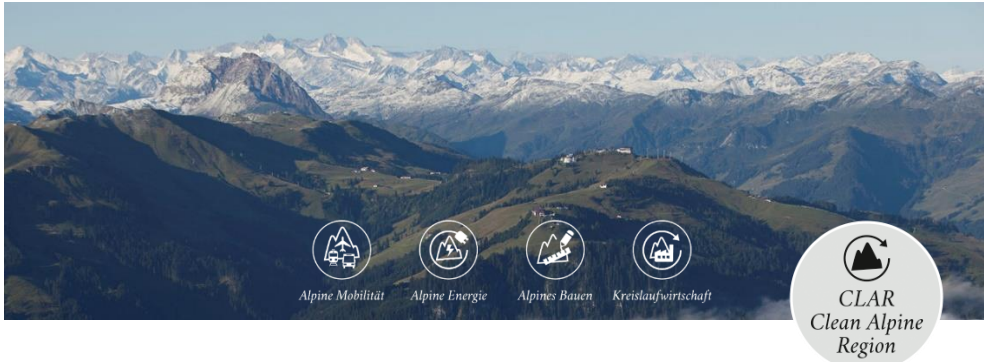 Alpine Mobilität
Alpine Energie
Alpines Bauen
Kreislaufwirtschaft
CLAR
Clean Alpine
Region